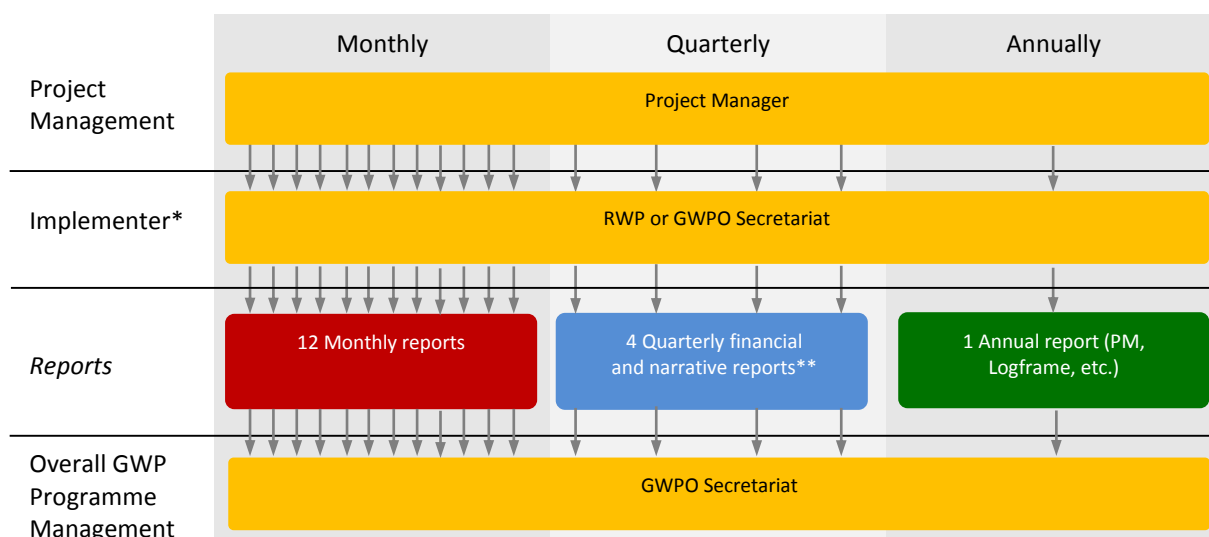 Monthly
Quarterly
Annually
Project
Management
Project Manager
Implementer*
RWP or GWPO Secretariat
Reports
12 Monthly reports
4 Quarterly financial
and narrative reports**
1 Annual report (PM,
Logframe, etc.)
Overall GWP
Programme
Management
GWPO Secretariat